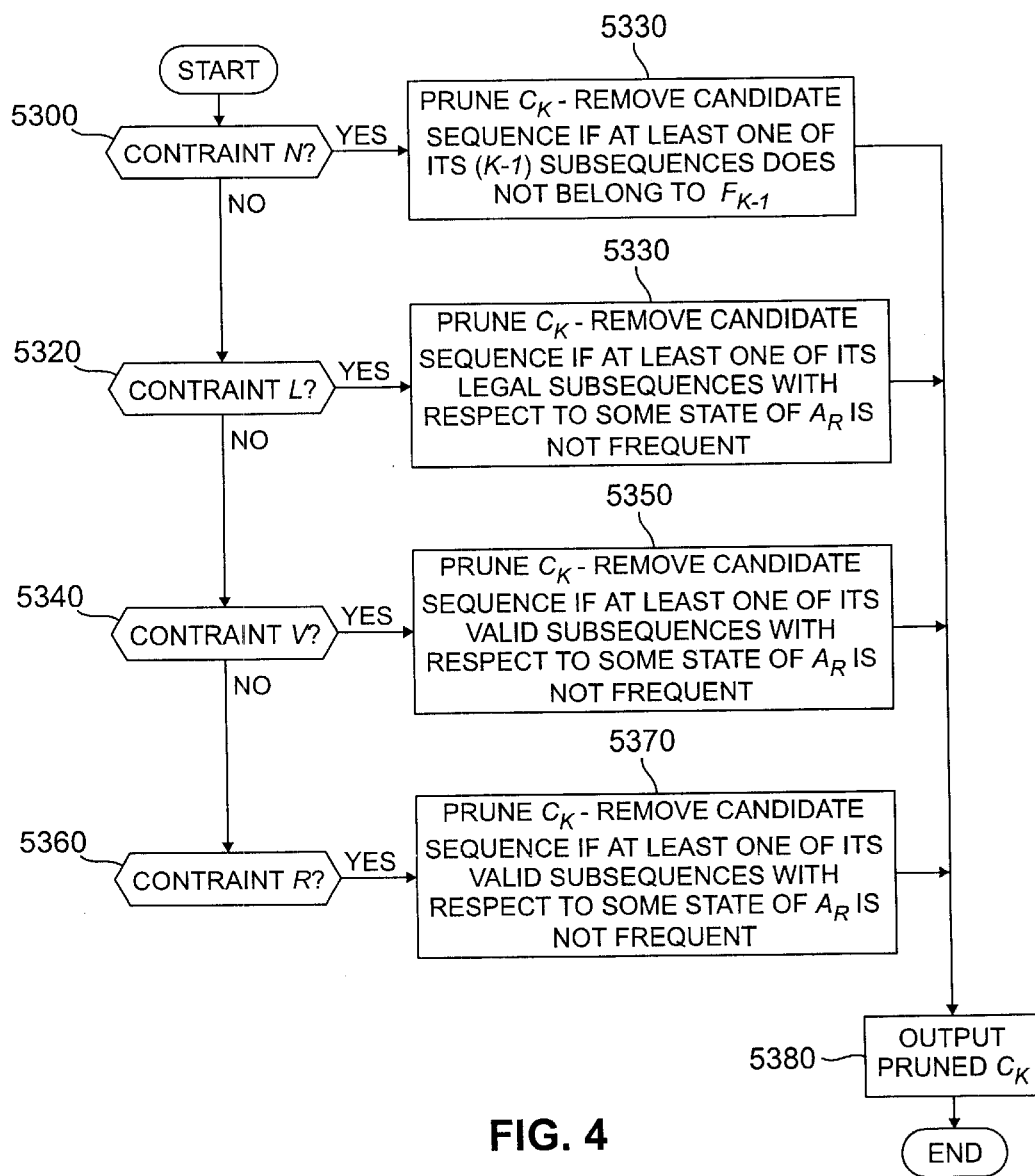 START
5300
CONTRAINT N?
YES
NO
5330
PRUNE C_K - REMOVE CANDIDATE
SEQUENCE IF AT LEAST ONE OF
ITS (K-1) SUBSEQUENCES DOES
NOT BELONG TO F_{K-1}
5320
CONTRAINT L?
YES
NO
5330
PRUNE C_K - REMOVE CANDIDATE
SEQUENCE IF AT LEAST ONE OF ITS
LEGAL SUBSEQUENCES WITH
RESPECT TO SOME STATE OF A_R IS
NOT FREQUENT
5340
CONTRAINT V?
YES
NO
5350
PRUNE C_K - REMOVE CANDIDATE
SEQUENCE IF AT LEAST ONE OF ITS
VALID SUBSEQUENCES WITH
RESPECT TO SOME STATE OF A_R IS
NOT FREQUENT
5360
CONTRAINT R?
YES
5370
PRUNE C_K - REMOVE CANDIDATE
SEQUENCE IF AT LEAST ONE OF ITS
VALID SUBSEQUENCES WITH
RESPECT TO SOME STATE OF A_R IS
NOT FREQUENT
5380
OUTPUT
PRUNED C_K
END
FIG. 4